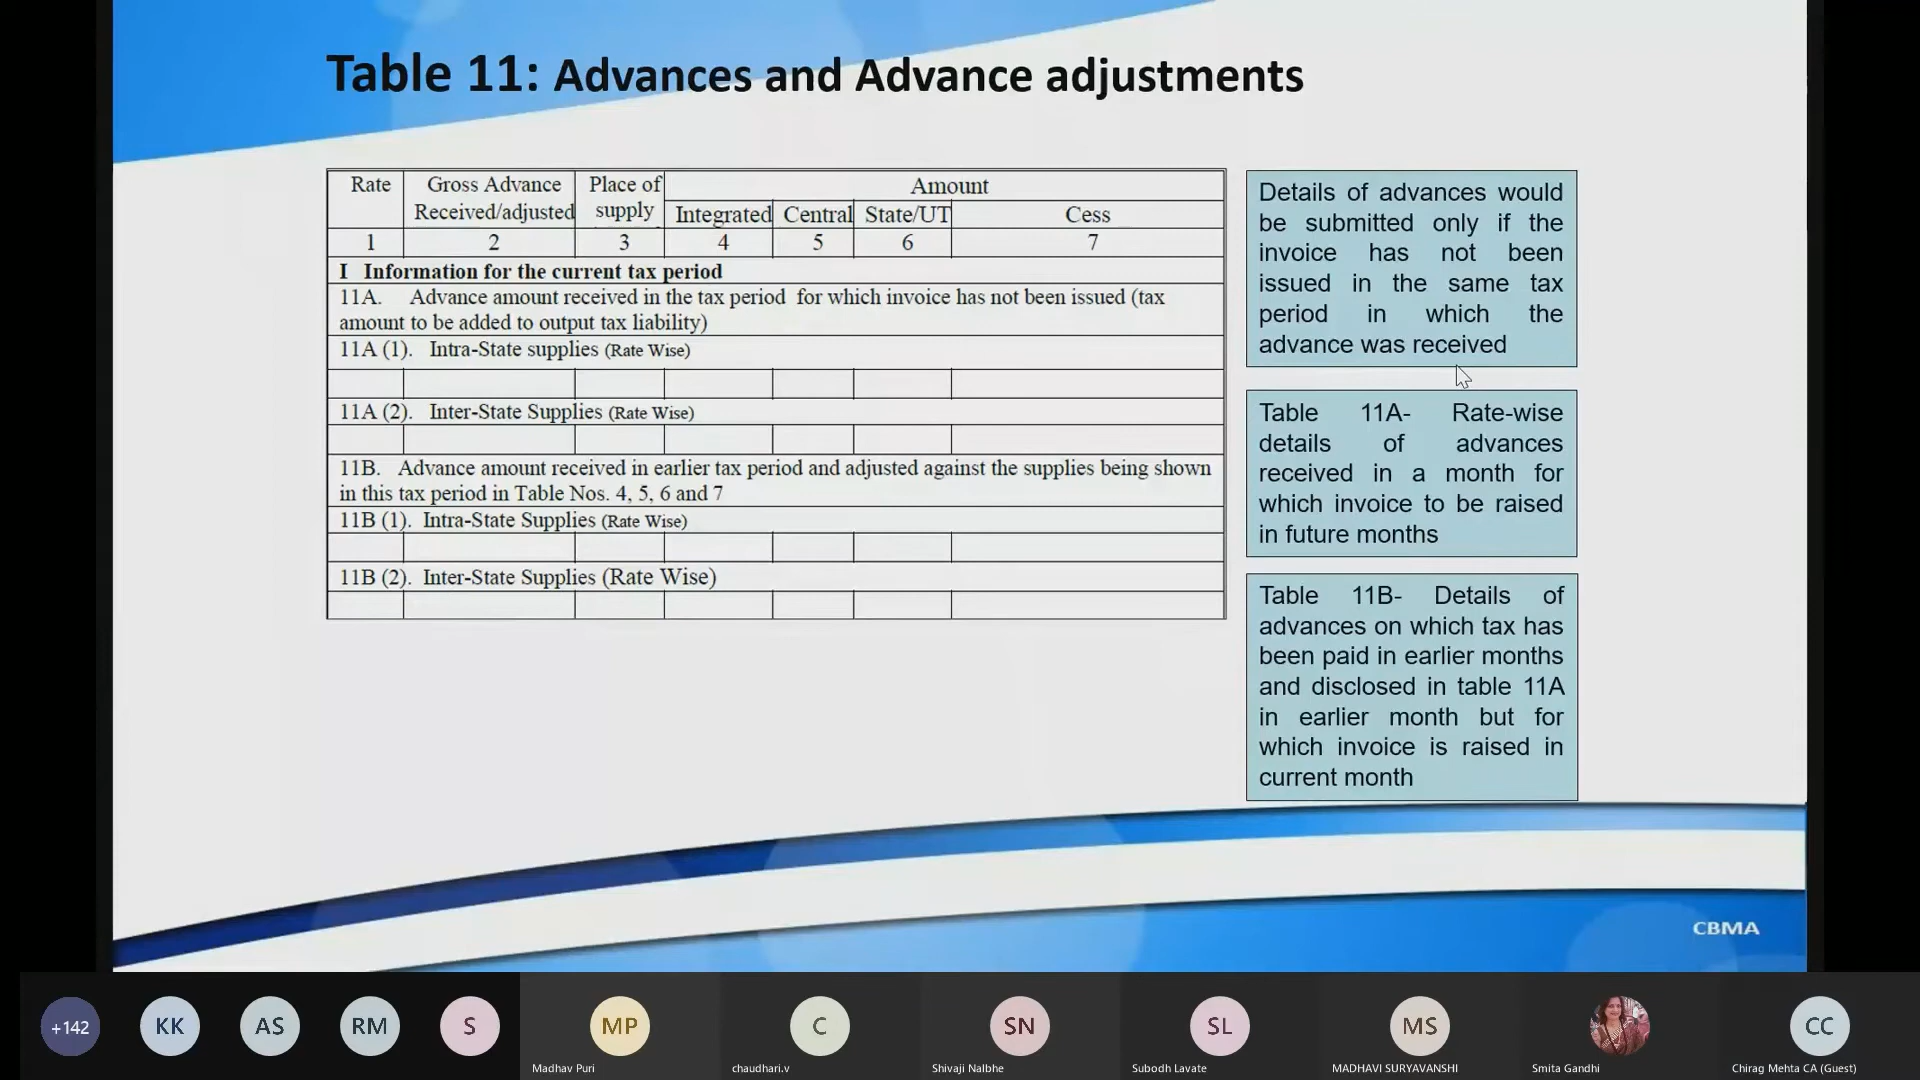 Table 11: Advances and Advance adjustments
Rate Gross Advance Received/adjusted Place of supply Amount
Integrated Central State/UT Cess
1 2 3 4 5 6 7
I Information for the current tax period
11A. Advance amount received in the tax period for which invoice has not been issued (tax
amount to be added to output tax liability)
11A (1). Intra-State supplies (Rate Wise)
11A (2). Inter-State Supplies (Rate Wise)
11B. Advance amount received in earlier tax period and adjusted against the supplies being shown
in this tax period in Table Nos. 4, 5, 6 and 7
11B (1). Intra-State Supplies (Rate Wise)
11B (2). Inter-State Supplies (Rate Wise)
Details of advances would
be submitted only if the
invoice has not been
issued in the same tax
period in which the
advance was received
Table 11A- Rate-wise
details of advances
received in a month for
which invoice to be raised
in future months
Table 11B- Details of
advances on which tax has
been paid in earlier months
and disclosed in table 11A
in earlier month but for
which invoice is raised in
current month
CBMA
+142 KK AS RM S MP C SN SL MS CC
Madhav Puri chaudhari.v Shivaji Nalbhe Subodh Lavate MADHAVI SURYAVANSHI Smita Gandhi Chirag Mehta CA (Guest)